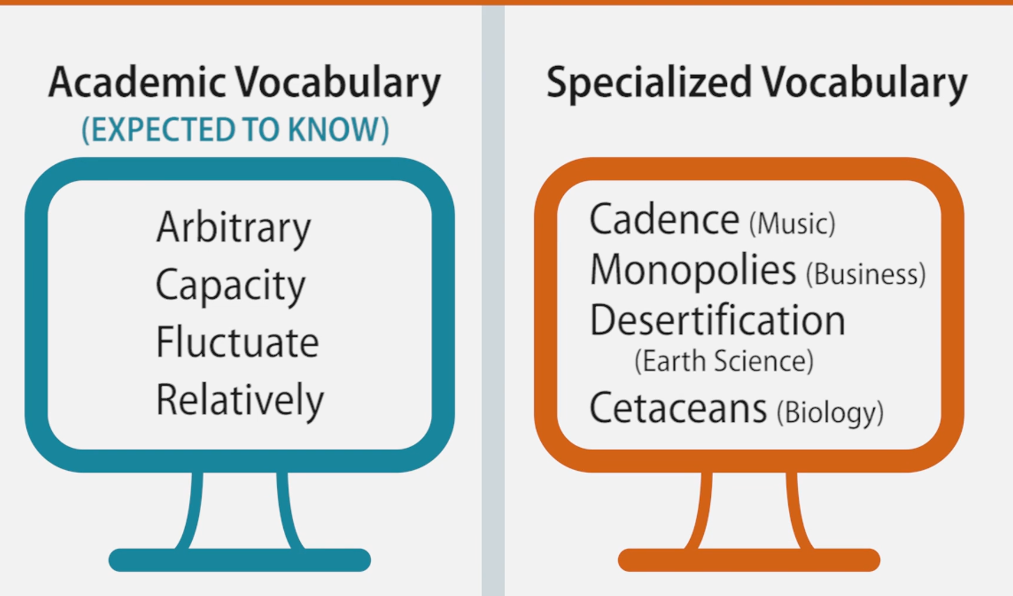 Academic Vocabulary
(EXPECTED TO KNOW)
Arbitrary
Capacity
Fluctuate
Relatively
Specialized Vocabulary
Cadence (Music)
Monopolies (Business)
Desertification
(Earth Science)
Cetaceans (Biology)